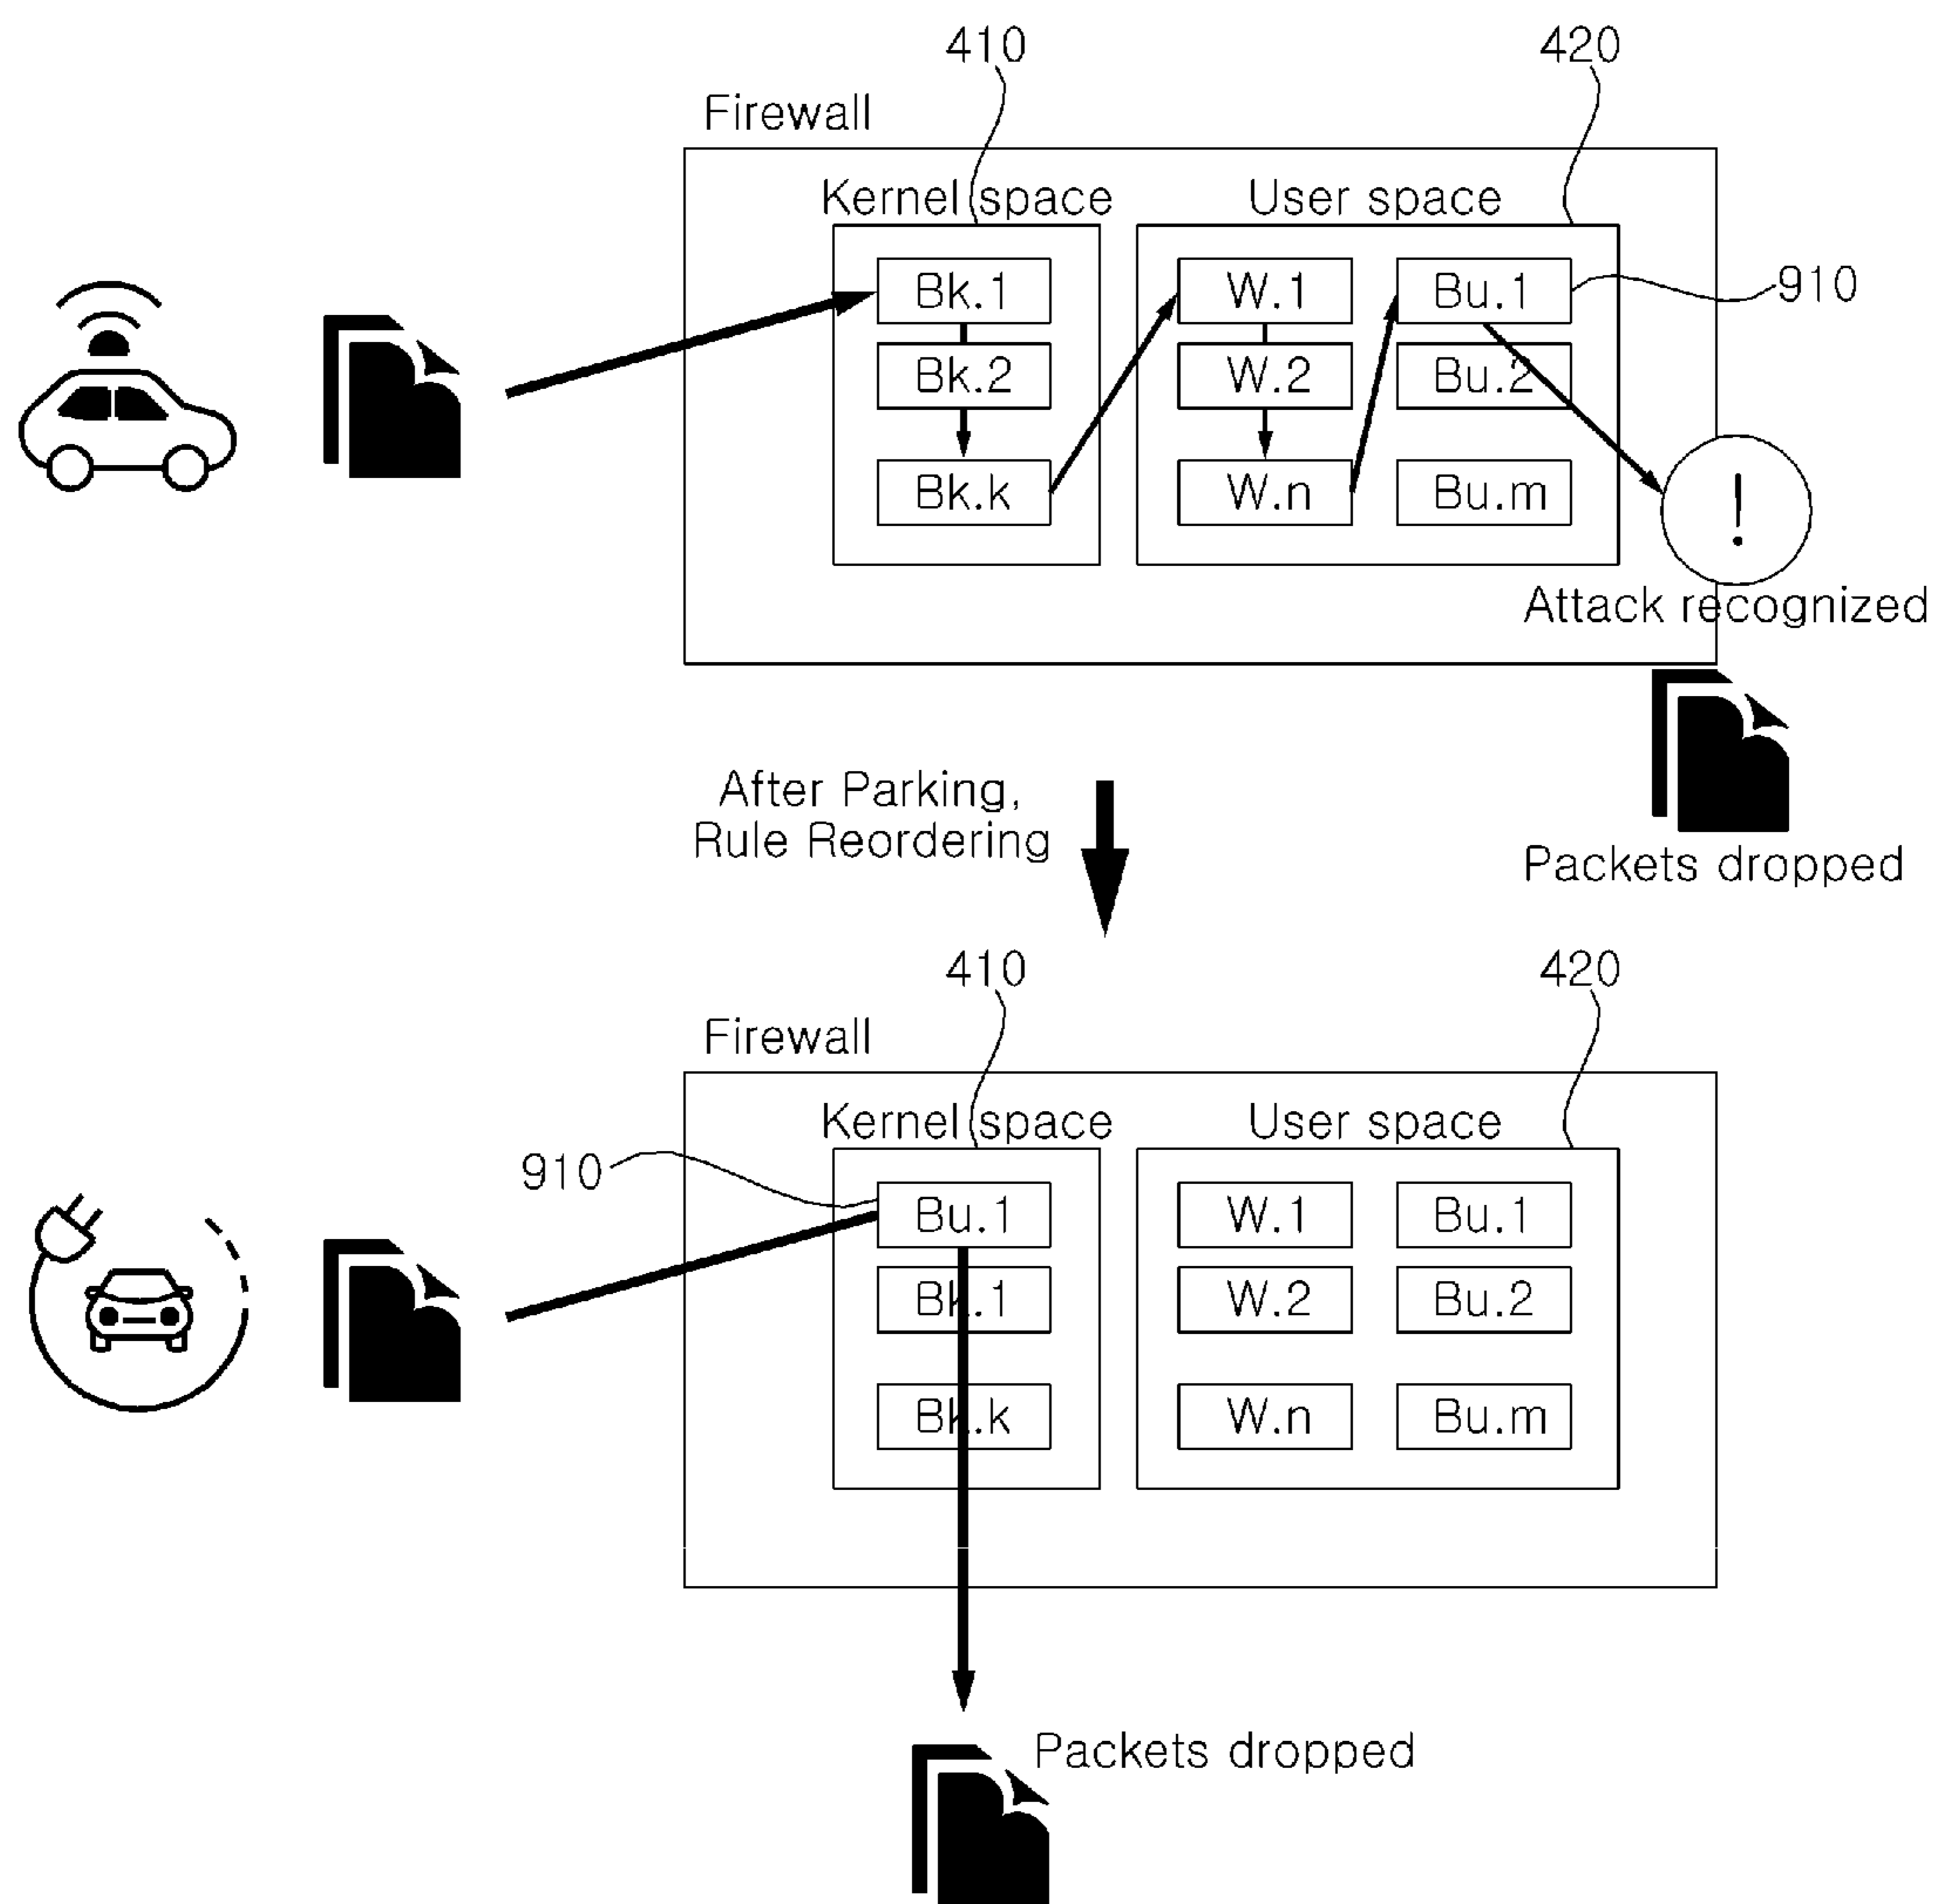 410
420
Firewall
Kernel space
User space
Bk.1
W.1
Bu.1
910
Bk.2
W.2
Bu.2
Bk.k
W.n
Bu.m
!
Attack recognized
After Parking,
Rule Reordering
Packets dropped
410
420
Firewall
Kernel space
User space
910
Bu.1
W.1
Bu.1
Bk.1
W.2
Bu.2
Bk.k
W.n
Bu.m
Packets dropped